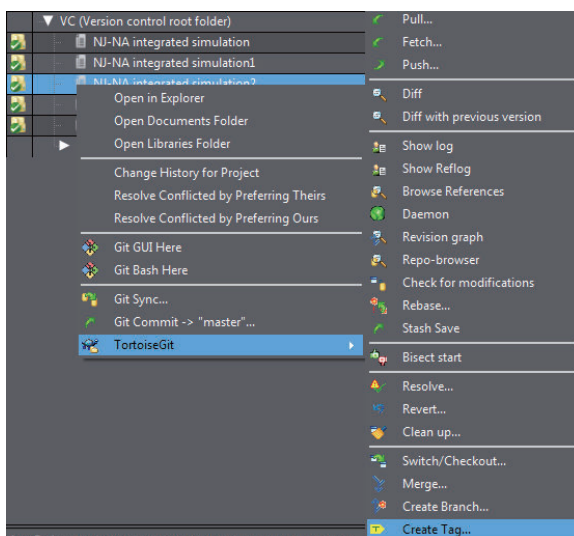 VC (Version control root folder)
NJ-NA integrated simulation
NJ-NA integrated simulation1
NJ-NA integrated simulation2
Open in Explorer
Open Documents Folder
Open Libraries Folder
Change History for Project
Resolve Conflicted by Preferring Theirs
Resolve Conflicted by Preferring Ours
Git GUI Here
Git Bash Here
Git Sync...
Git Commit -> "master"...
TortoiseGit
Pull...
Fetch...
Push...
Diff
Diff with previous version
Show log
Show Reflog
Browse References
Daemon
Revision graph
Repo-browser
Check for modifications
Rebase...
Stash Save
Bisect start
Resolve...
Revert...
Clean up...
Switch/Checkout...
Merge...
Create Branch...
Create Tag...